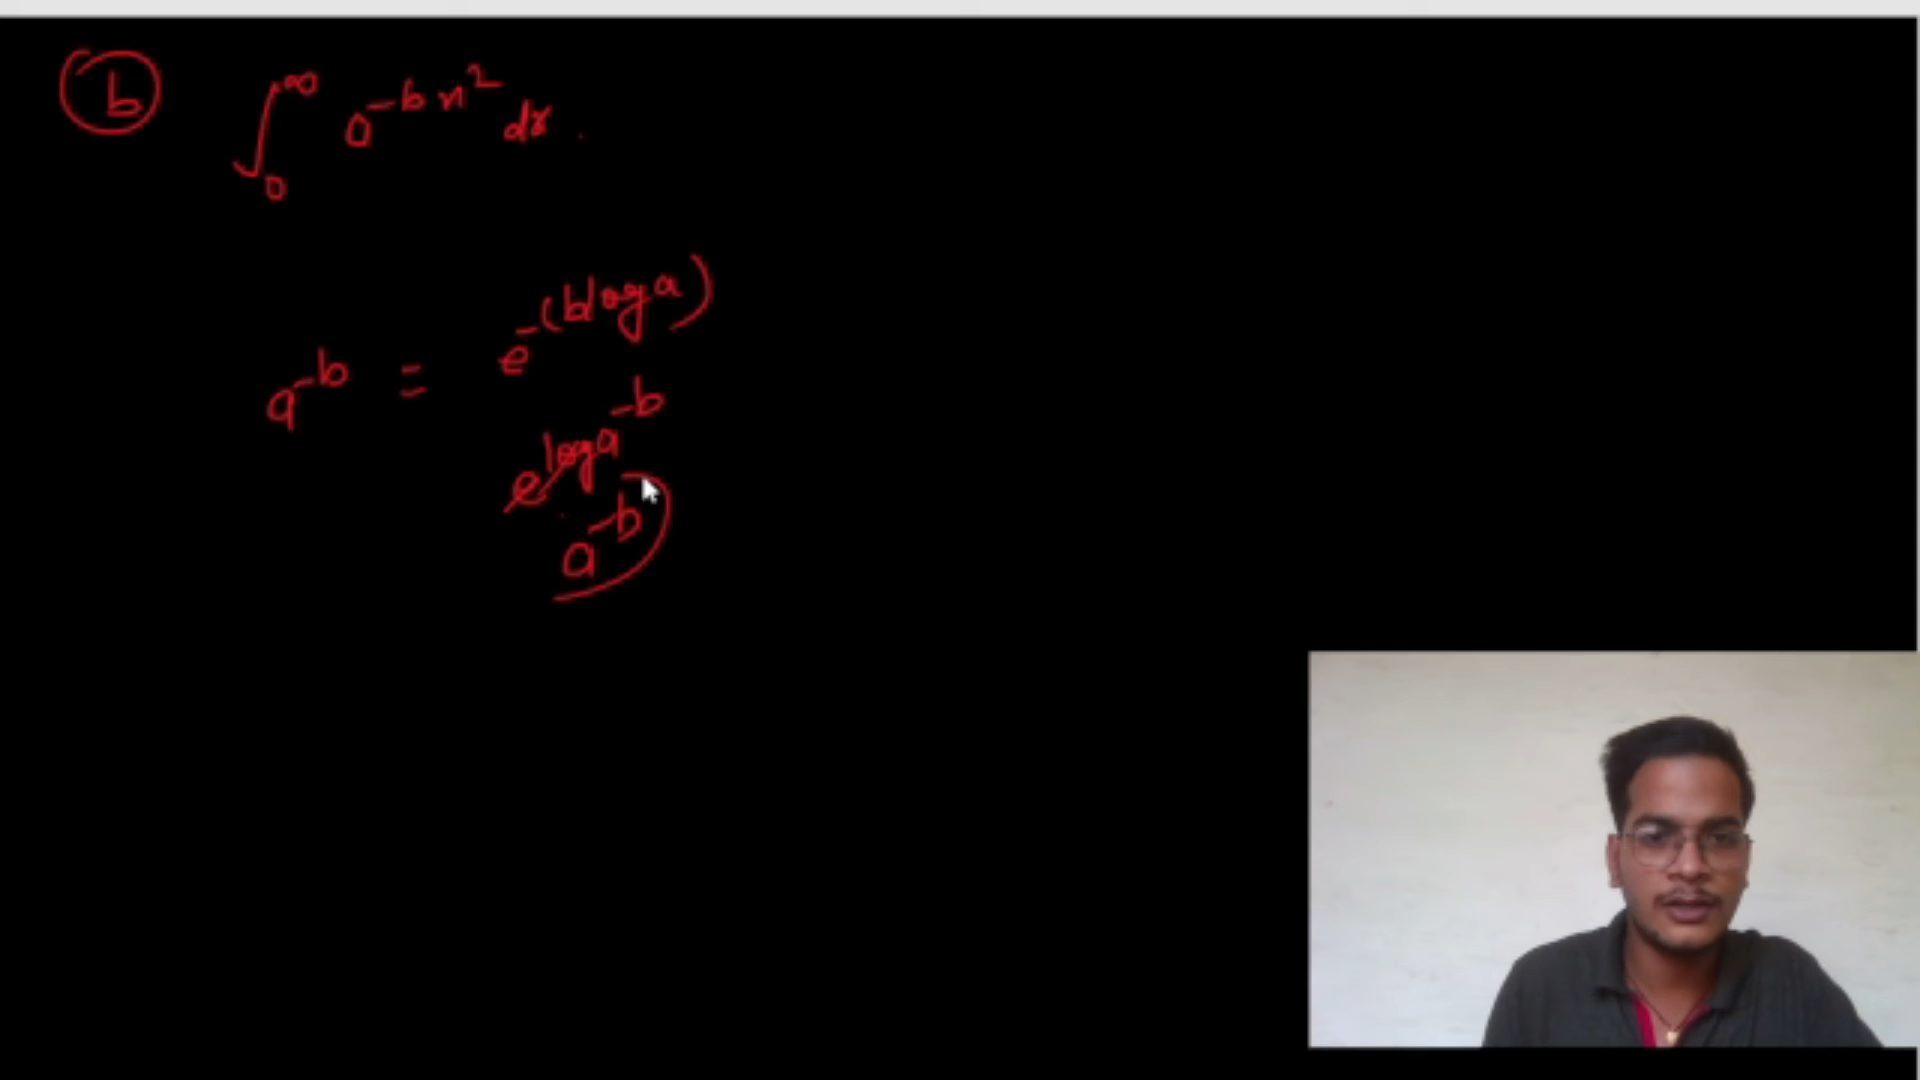 b ∫₀^∞ a^{-bx²} dx.
a^{-b} = e^{-(b log a)}
e^{log a^{-b}}
a^{-b}